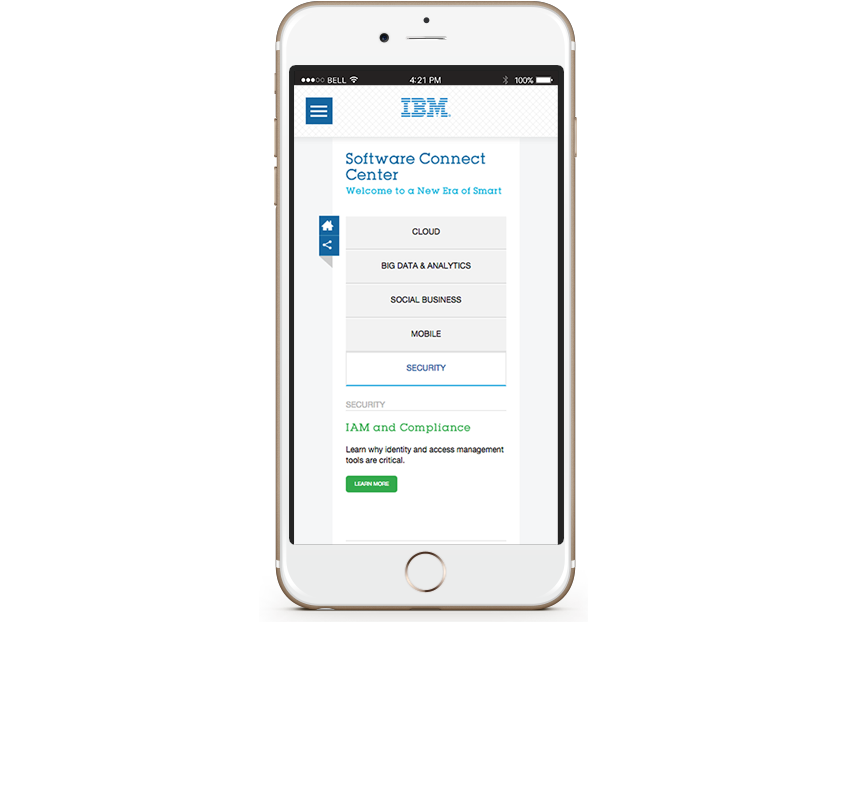 BELL 4:21 PM 100%
IBM®
Software Connect
Center
Welcome to a New Era of Smart
CLOUD
BIG DATA & ANALYTICS
SOCIAL BUSINESS
MOBILE
SECURITY
SECURITY
IAM and Compliance
Learn why identity and access management
tools are critical.
LEARN MORE